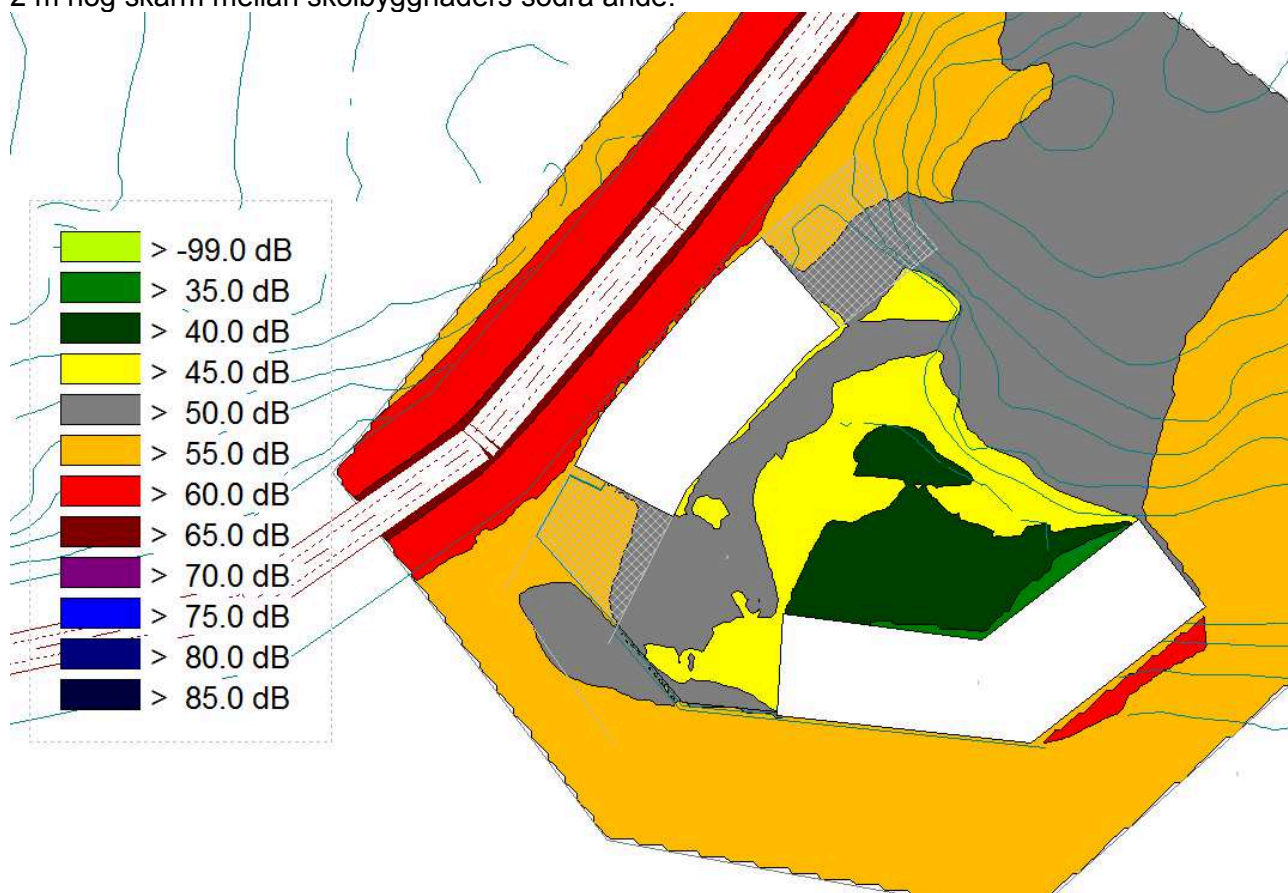 2 m hög skärm mellan skolbyggnaders södra ände.
> -99.0 dB
> 35.0 dB
> 40.0 dB
> 45.0 dB
> 50.0 dB
> 55.0 dB
> 60.0 dB
> 65.0 dB
> 70.0 dB
> 75.0 dB
> 80.0 dB
> 85.0 dB